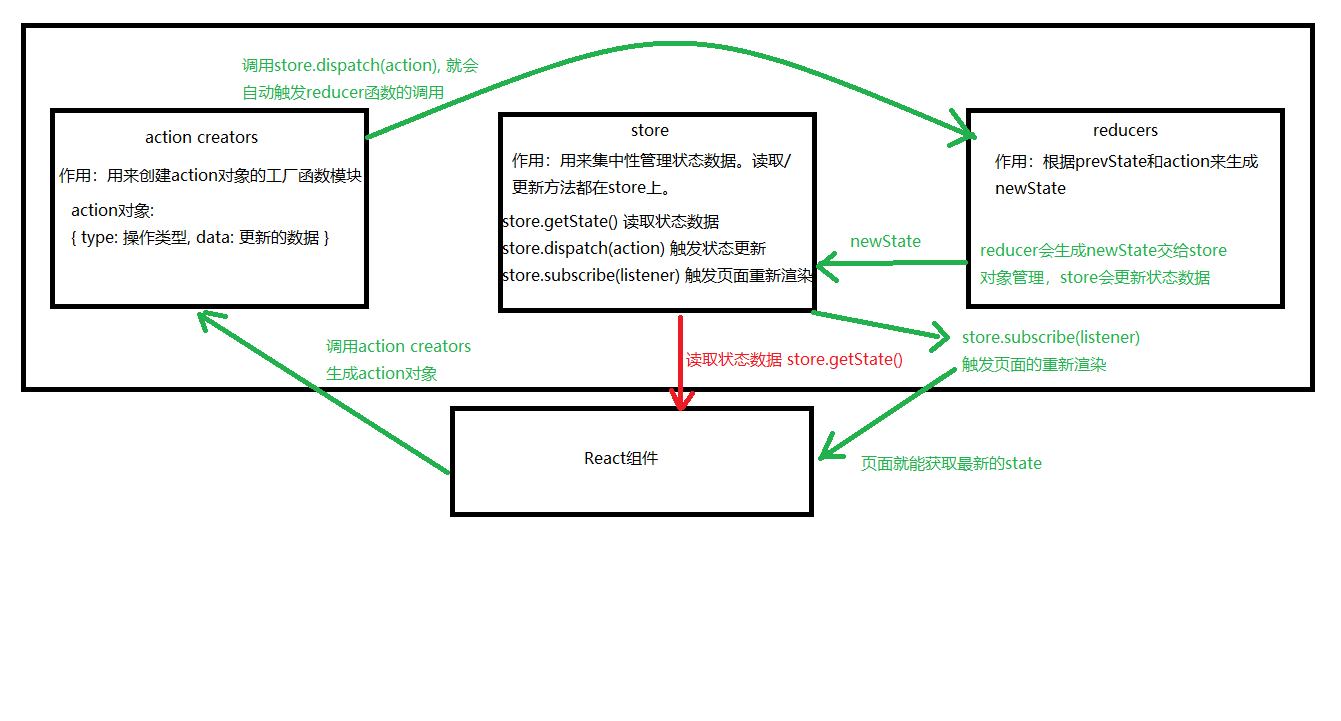 调用store.dispatch(action), 就会
自动触发reducer函数的调用
action creators
作用：用来创建action对象的工厂函数模块
action对象:
{ type: 操作类型, data: 更新的数据 }
store
作用：用来集中性管理状态数据。读取/
更新方法都在store上。
store.getState() 读取状态数据
store.dispatch(action) 触发状态更新
store.subscribe(listener) 触发页面重新渲染
reducers
作用：根据prevState和action来生成
newState
newState
reducer会生成newState交给store
对象管理，store会更新状态数据
调用action creators
生成action对象
读取状态数据 store.getState()
store.subscribe(listener)
触发页面的重新渲染
React组件
页面就能获取最新的state